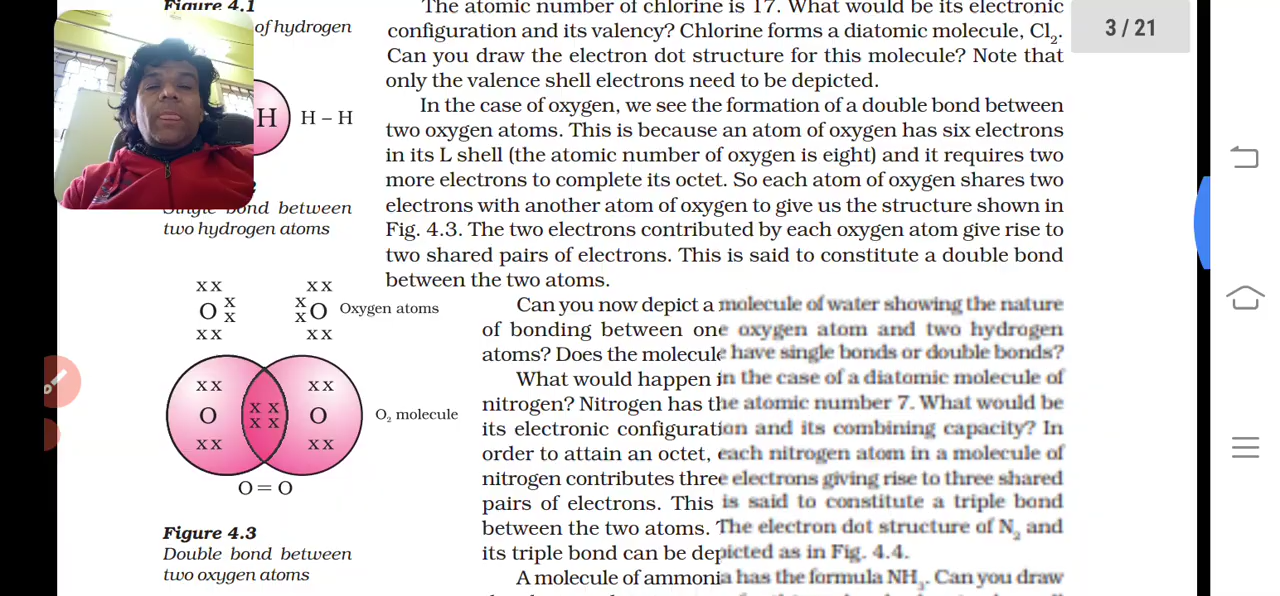 Figure 4.1
of hydrogen
H
H – H
Single bond between
two hydrogen atoms
x x
x x
O x
x
x
x O
Oxygen atoms
x x
x x
x x
x x
O
x x
x x
O
O₂ molecule
x x
x x
O = O
Figure 4.3
Double bond between
two oxygen atoms
The atomic number of chlorine is 17. What would be its electronic
configuration and its valency? Chlorine forms a diatomic molecule, Cl₂.
Can you draw the electron dot structure for this molecule? Note that
only the valence shell electrons need to be depicted.
In the case of oxygen, we see the formation of a double bond between
two oxygen atoms. This is because an atom of oxygen has six electrons
in its L shell (the atomic number of oxygen is eight) and it requires two
more electrons to complete its octet. So each atom of oxygen shares two
electrons with another atom of oxygen to give us the structure shown in
Fig. 4.3. The two electrons contributed by each oxygen atom give rise to
two shared pairs of electrons. This is said to constitute a double bond
between the two atoms.
Can you now depict a molecule of water showing the nature
of bonding between one oxygen atom and two hydrogen
atoms? Does the molecule have single bonds or double bonds?
What would happen in the case of a diatomic molecule of
nitrogen? Nitrogen has the atomic number 7. What would be
its electronic configuration and its combining capacity? In
order to attain an octet, each nitrogen atom in a molecule of
nitrogen contributes three electrons giving rise to three shared
pairs of electrons. This is said to constitute a triple bond
between the two atoms. The electron dot structure of N₂ and
its triple bond can be depicted as in Fig. 4.4.
A molecule of ammonia has the formula NH₃. Can you draw
3 / 21